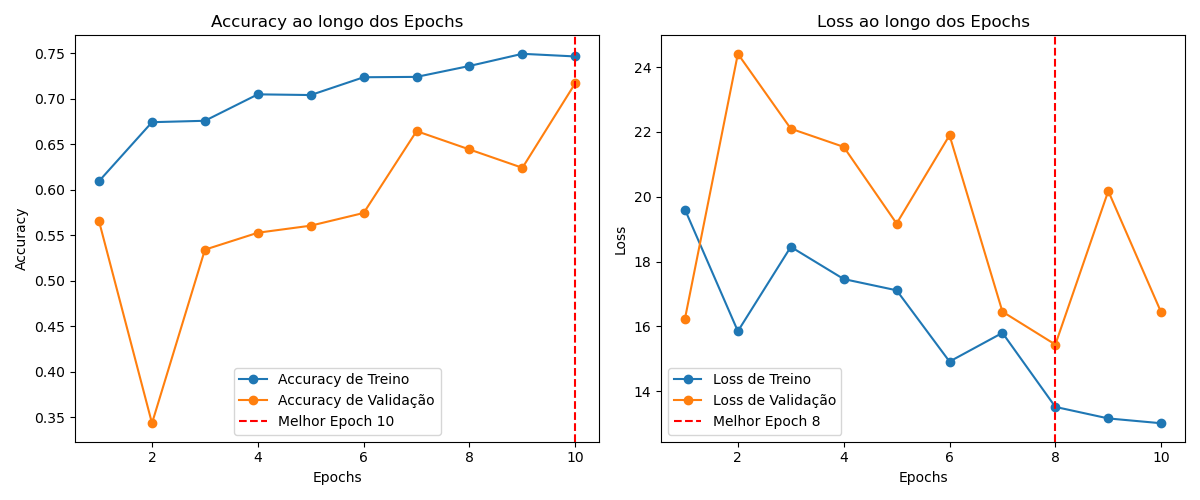 Accuracy ao longo dos Epochs
0.75
0.70
0.65
0.60
0.55
0.50
0.45
0.40
0.35
Accuracy
2
4
6
8
10
Epochs
Accuracy de Treino
Accuracy de Validação
Melhor Epoch 10
Loss ao longo dos Epochs
24
22
20
18
16
14
Loss
2
4
6
8
10
Epochs
Loss de Treino
Loss de Validação
Melhor Epoch 8